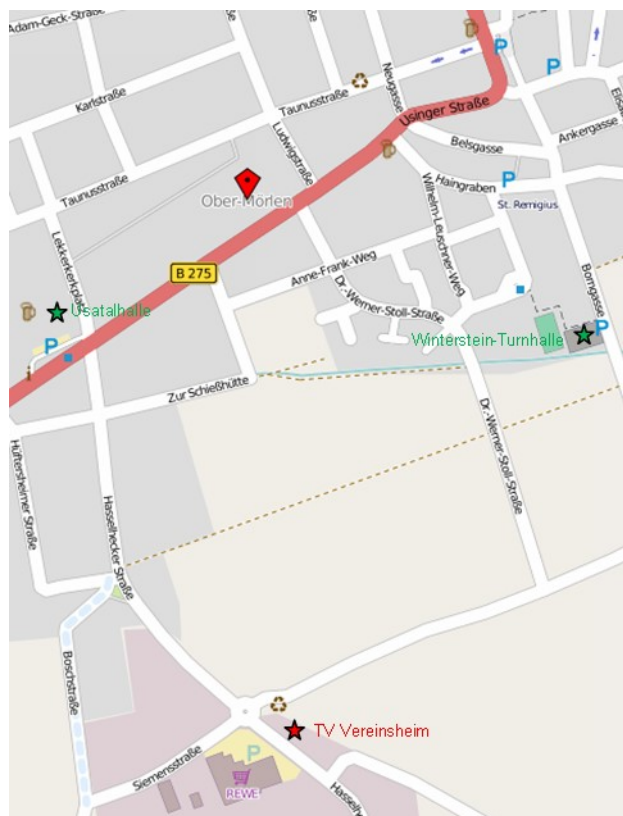 Adam-Geck-Straße
P
P
Neugasse
Karlstraße
Taunusstraße
Usinger Straße
Ludwigstraße
Belsgasse
Ankergasse
Haingraben
P
Taunusstraße
Ober-Mörlen
Wilhelm-Leuschner-Weg
St. Remigius
Lekkerkerkplatz
B 275
Anne-Frank-Weg
Borngasse
Dr.-Werner-Stoll-Straße
Usatalhalle
P
Winterstein-Turnhalle
P
i
Zur Schießhütte
Dr.-Werner-Stoll-Straße
Hüftersheimer Straße
Hasselhecker Straße
Boschstraße
TV Vereinsheim
P
Siemensstraße
REWE